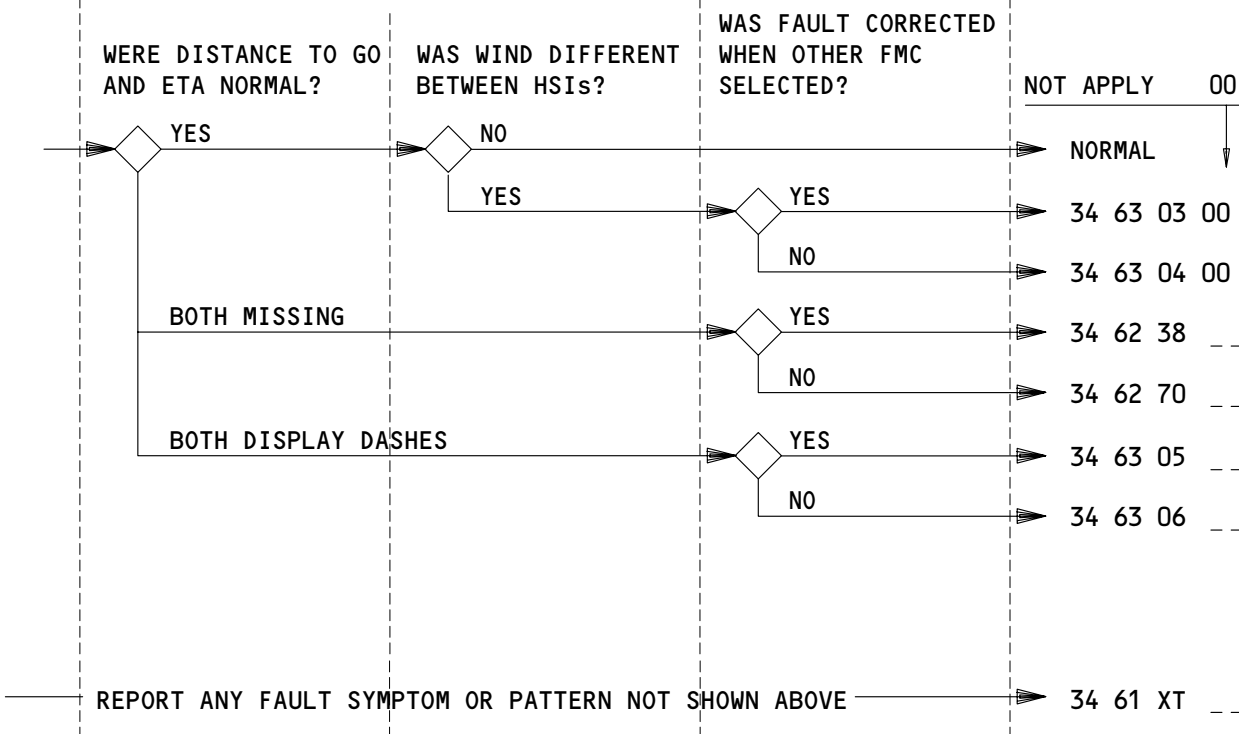 WERE DISTANCE TO GO
AND ETA NORMAL?
WAS WIND DIFFERENT
BETWEEN HSIs?
WAS FAULT CORRECTED
WHEN OTHER FMC
SELECTED?
NOT APPLY 00
YES
NO
NORMAL
YES
YES
34 63 03 00
NO
34 63 04 00
BOTH MISSING
YES
34 62 38 _ _
NO
34 62 70 _ _
BOTH DISPLAY DASHES
YES
34 63 05 _ _
NO
34 63 06 _ _
REPORT ANY FAULT SYMPTOM OR PATTERN NOT SHOWN ABOVE
34 61 XT _ _